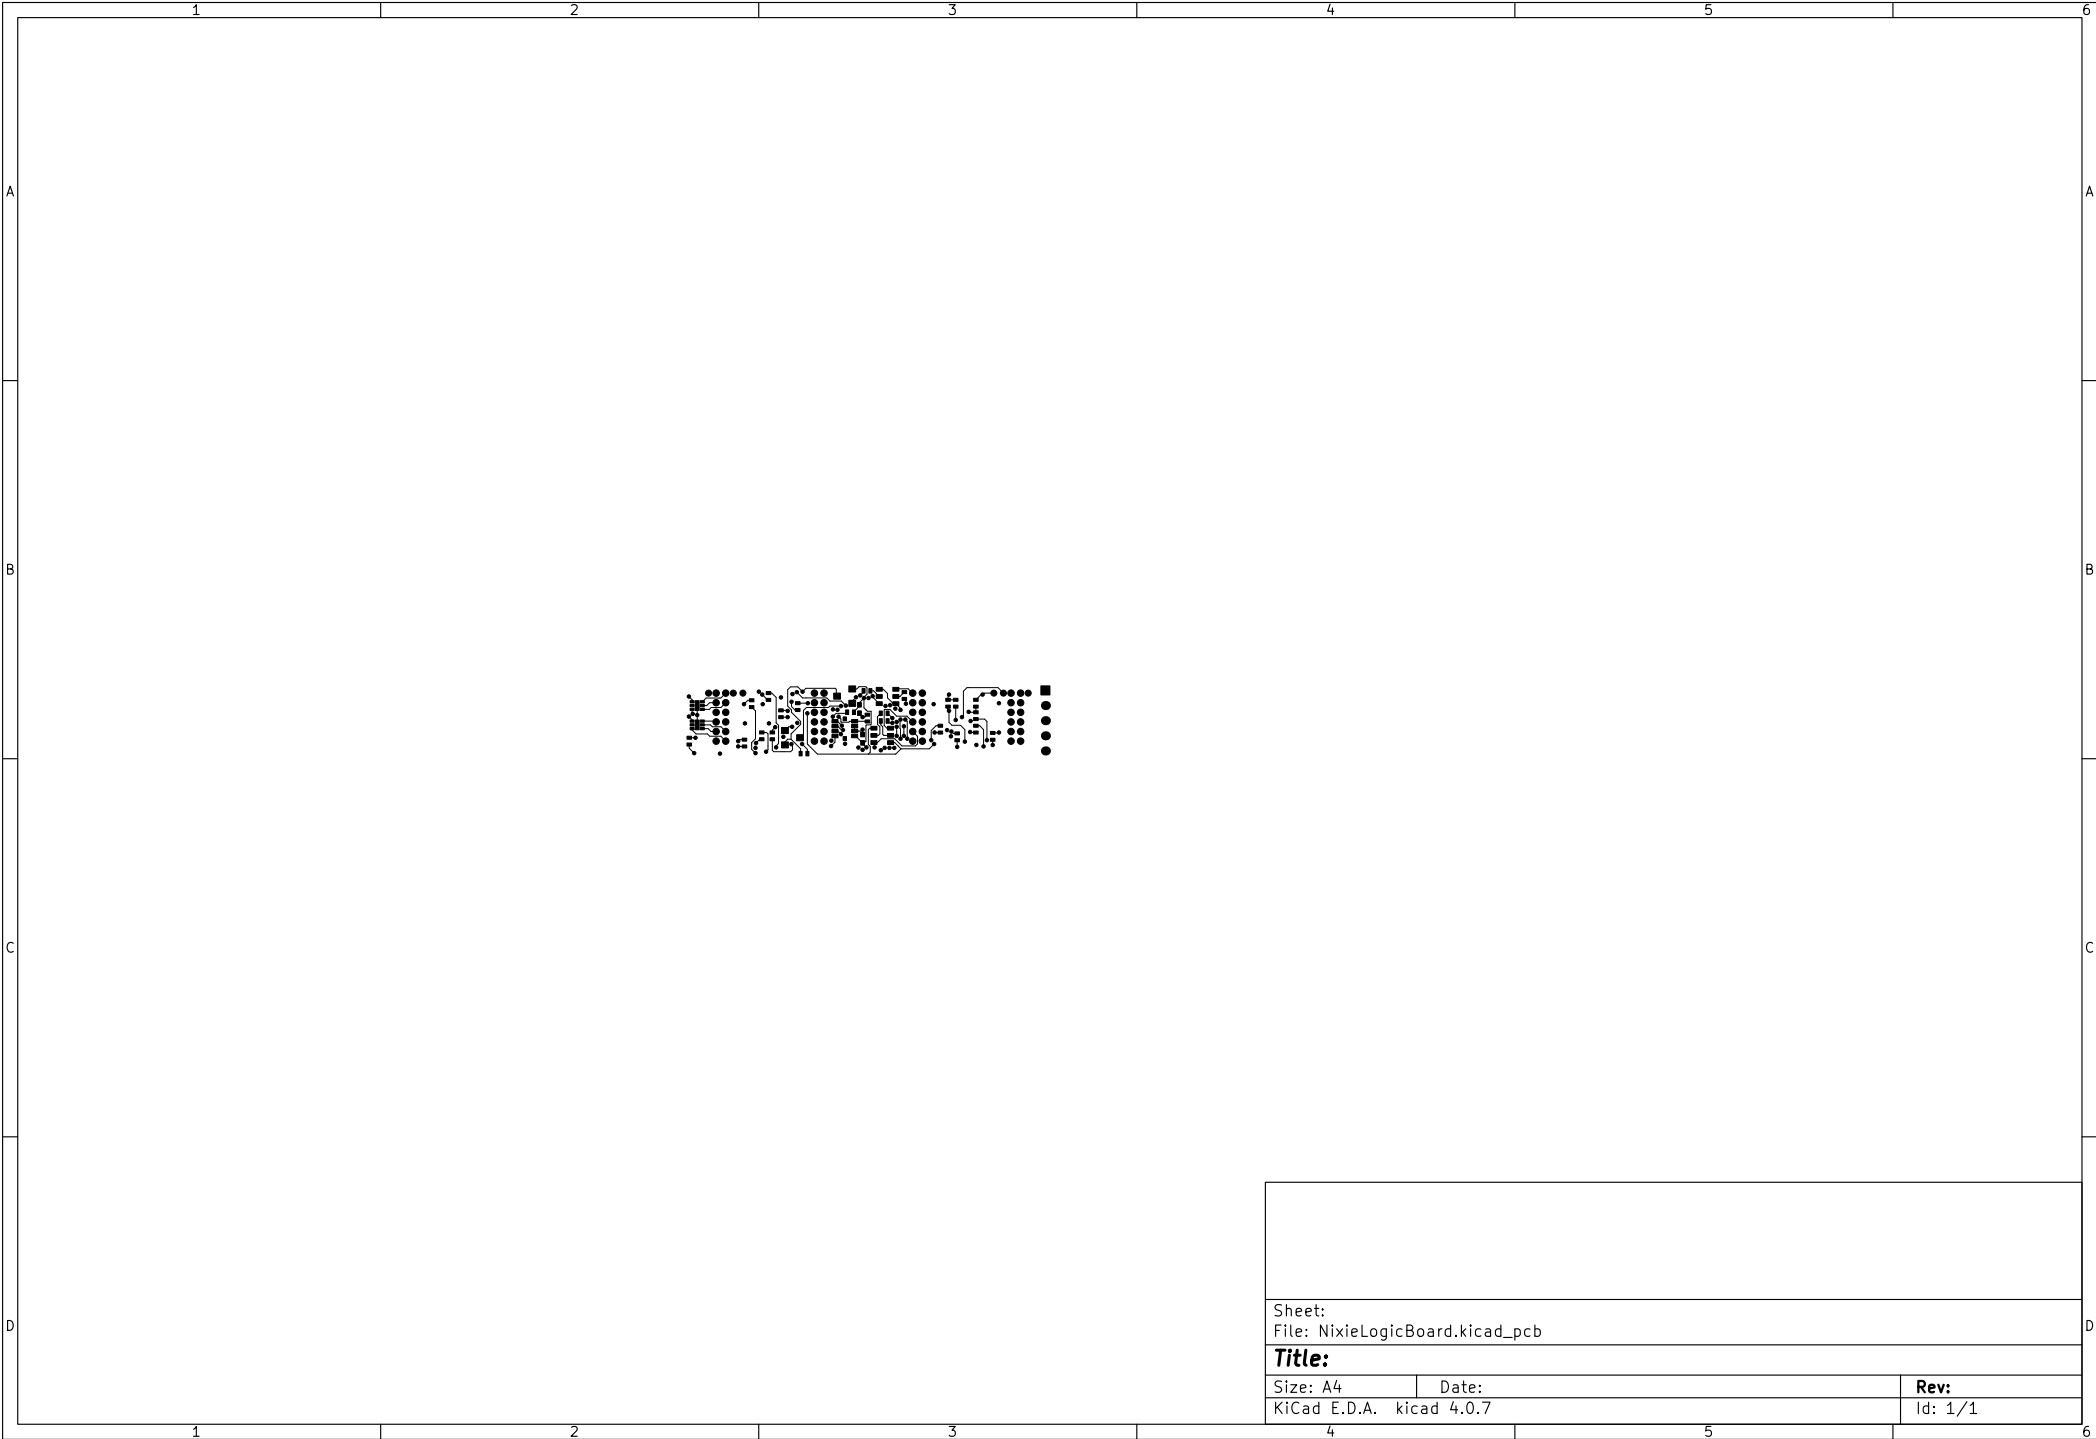 1 2 3 4 5 6
A A
B B
C C
D D
Sheet:
File: NixieLogicBoard.kicad_pcb
Title:
Size: A4 Date: Rev:
KiCad E.D.A. kicad 4.0.7 Id: 1/1
1 2 3 4 5 6